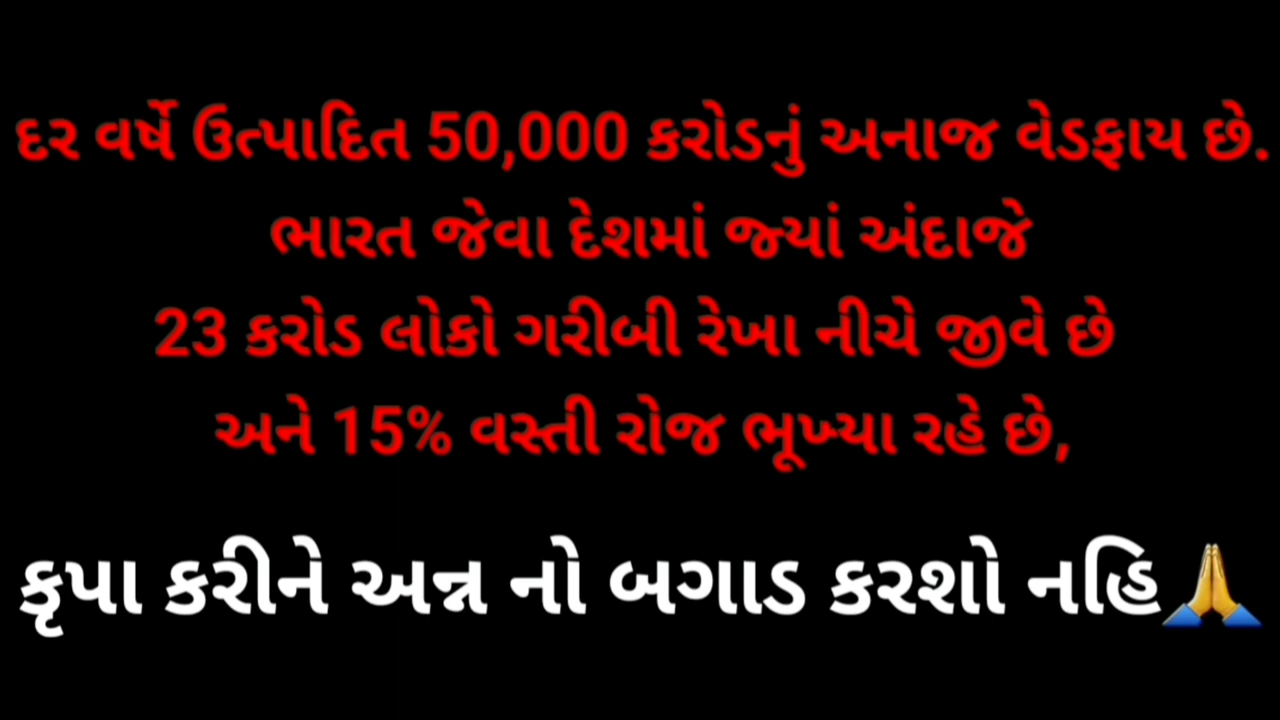 દર વર્ષે ઉત્પાદિત 50,000 કરોડનું અનાજ વેડફાય છે.
ભારત જેવા દેશમાં જ્યાં અંદાજે
23 કરોડ લોકો ગરીબી રેખા નીચે જીવે છે
અને 15% વસ્તી રોજ ભૂખ્યા રહે છે,
કૃપા કરીને અન્ન નો બગાડ કરશો નહિ🙏